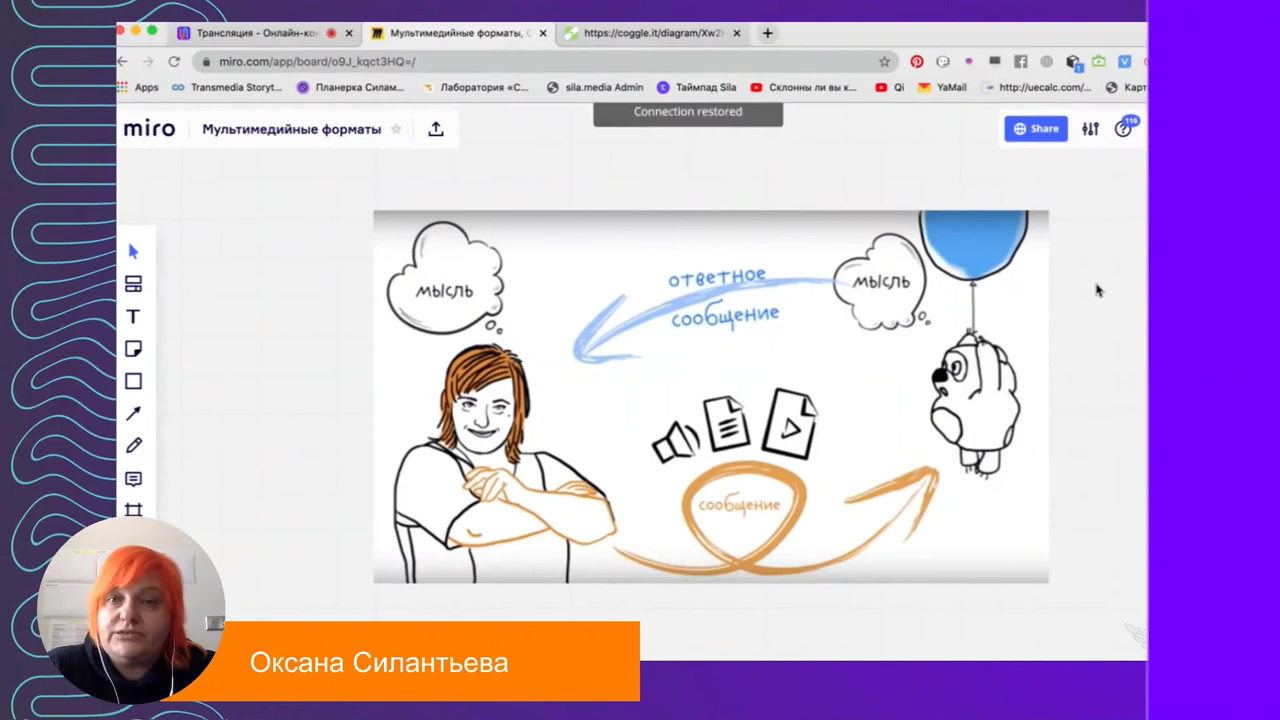 Трансляция - Онлайн-кон
Мультимедийные форматы, С
https://coggle.it/diagram/Xw2
miro.com/app/board/o9J_kqct3HQ=/
Apps
Transmedia Storyt...
Планерка Силам...
Лаборатория «С...
sila.media Admin
Таймпад Sila
Склонны ли вы к...
Qi
YaMail
http://uecalc.com/...
Карт
Connection restored
miro
Мультимедийные форматы
Share
116
мысль
ответное
сообщение
мысль
сообщение
Оксана Силантьева